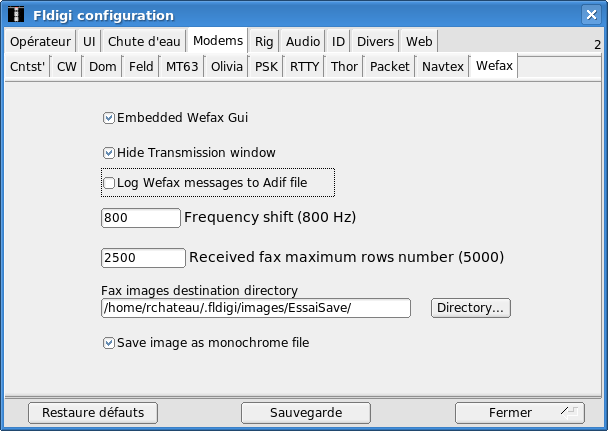 Fldigi configuration
Opérateur UI Chute d'eau Modems Rig Audio ID Divers Web 2
Cntst' CW Dom Feld MT63 Olivia PSK RTTY Thor Packet Navtex Wefax
Embedded Wefax Gui
Hide Transmission window
Log Wefax messages to Adif file
800 Frequency shift (800 Hz)
2500 Received fax maximum rows number (5000)
Fax images destination directory
/home/rchateau/.fldigi/images/EssaiSave/ Directory...
Save image as monochrome file
Restaure défauts Sauvegarde Fermer